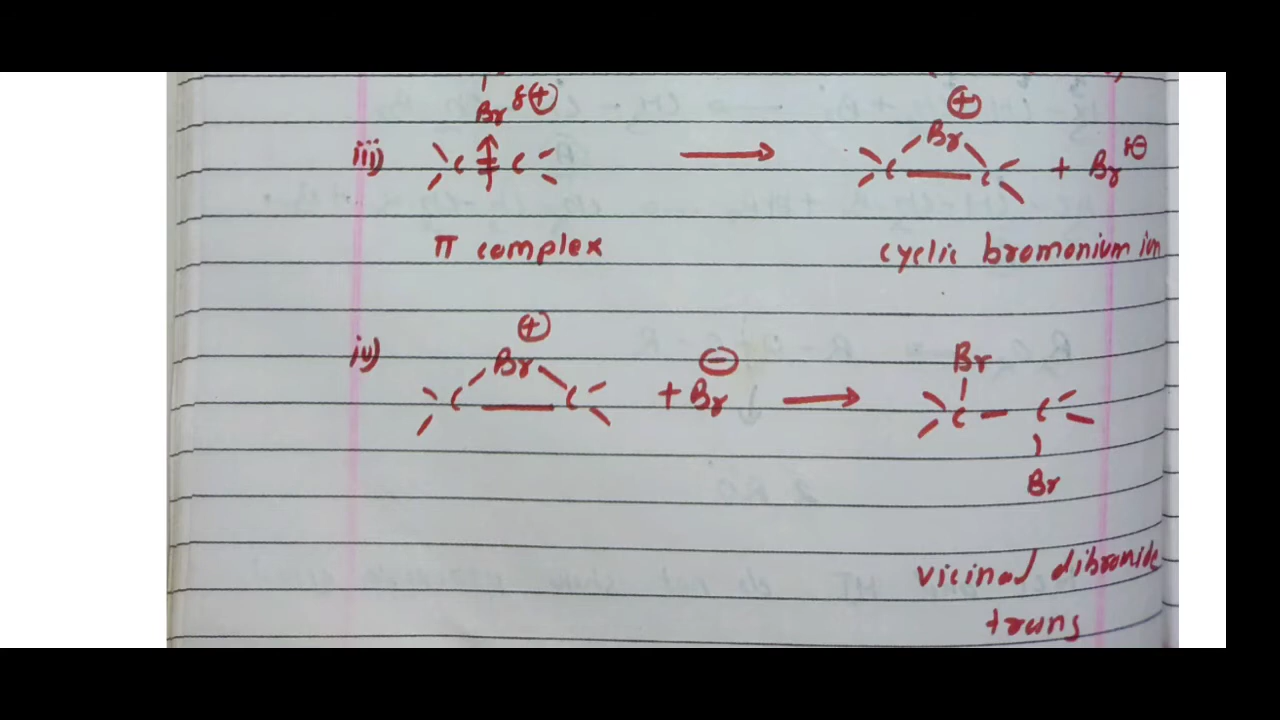 Br δ⊕
iii) C = C → Br ⊕ C — C + Br δ⊖
π complex cyclic bromonium ion
iv) Br ⊕ C — C + Br ⊖ → Br C — C Br
vicinal dibromide
trans